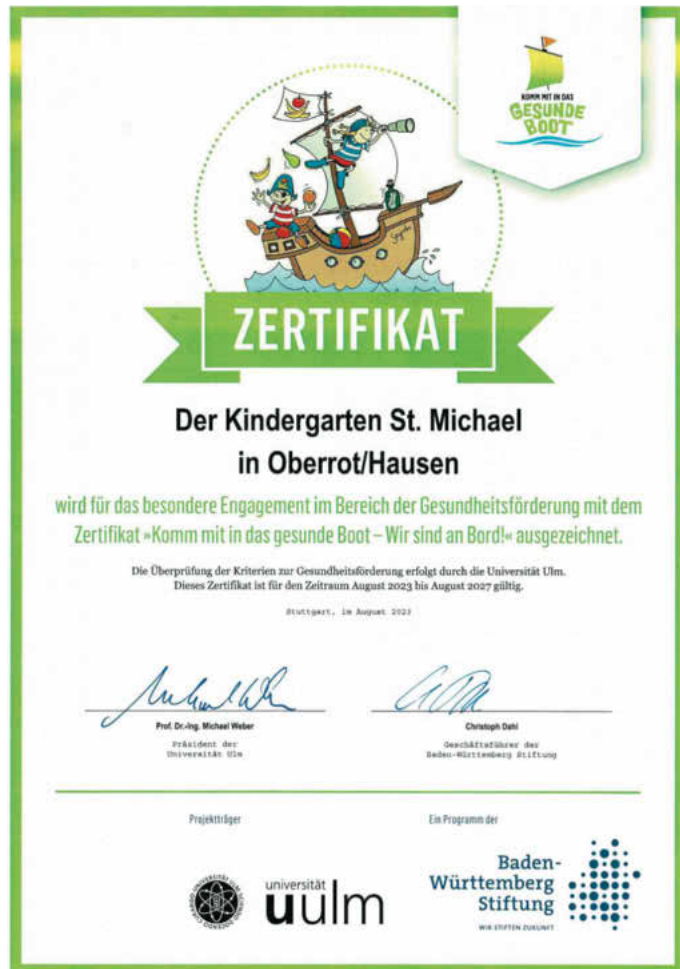 KOMM MIT IN DAS
GESUNDE
BOOT
ZERTIFIKAT
Der Kindergarten St. Michael
in Oberrot/Hausen
wird für das besondere Engagement im Bereich der Gesundheitsförderung mit dem
Zertifikat »Komm mit in das gesunde Boot – Wir sind an Bord!« ausgezeichnet.
Die Überprüfung der Kriterien zur Gesundheitsförderung erfolgt durch die Universität Ulm.
Dieses Zertifikat ist für den Zeitraum August 2023 bis August 2027 gültig.
Stuttgart, im August 2023
Prof. Dr.-Ing. Michael Weber
Präsident der
Universität Ulm
Christoph Dahl
Geschäftsführer der
Baden-Württemberg Stiftung
Projektträger
Ein Programm der
universität
uulm
Baden-
Württemberg
Stiftung
WIR STIFTEN ZUKUNFT